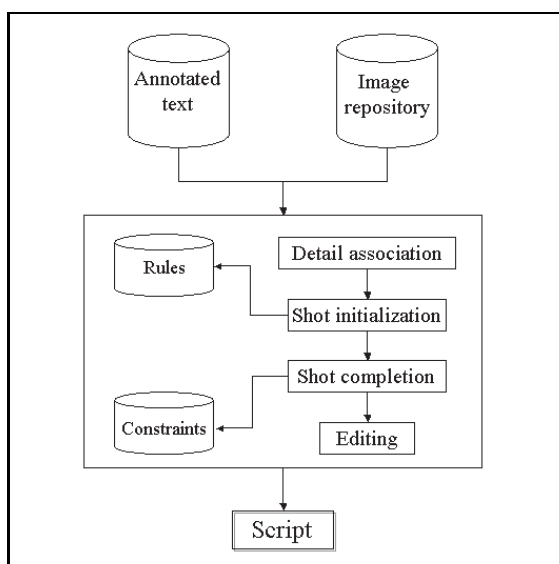 Annotated
text
Image
repository
Rules
Detail association
Shot initialization
Shot completion
Constraints
Editing
Script